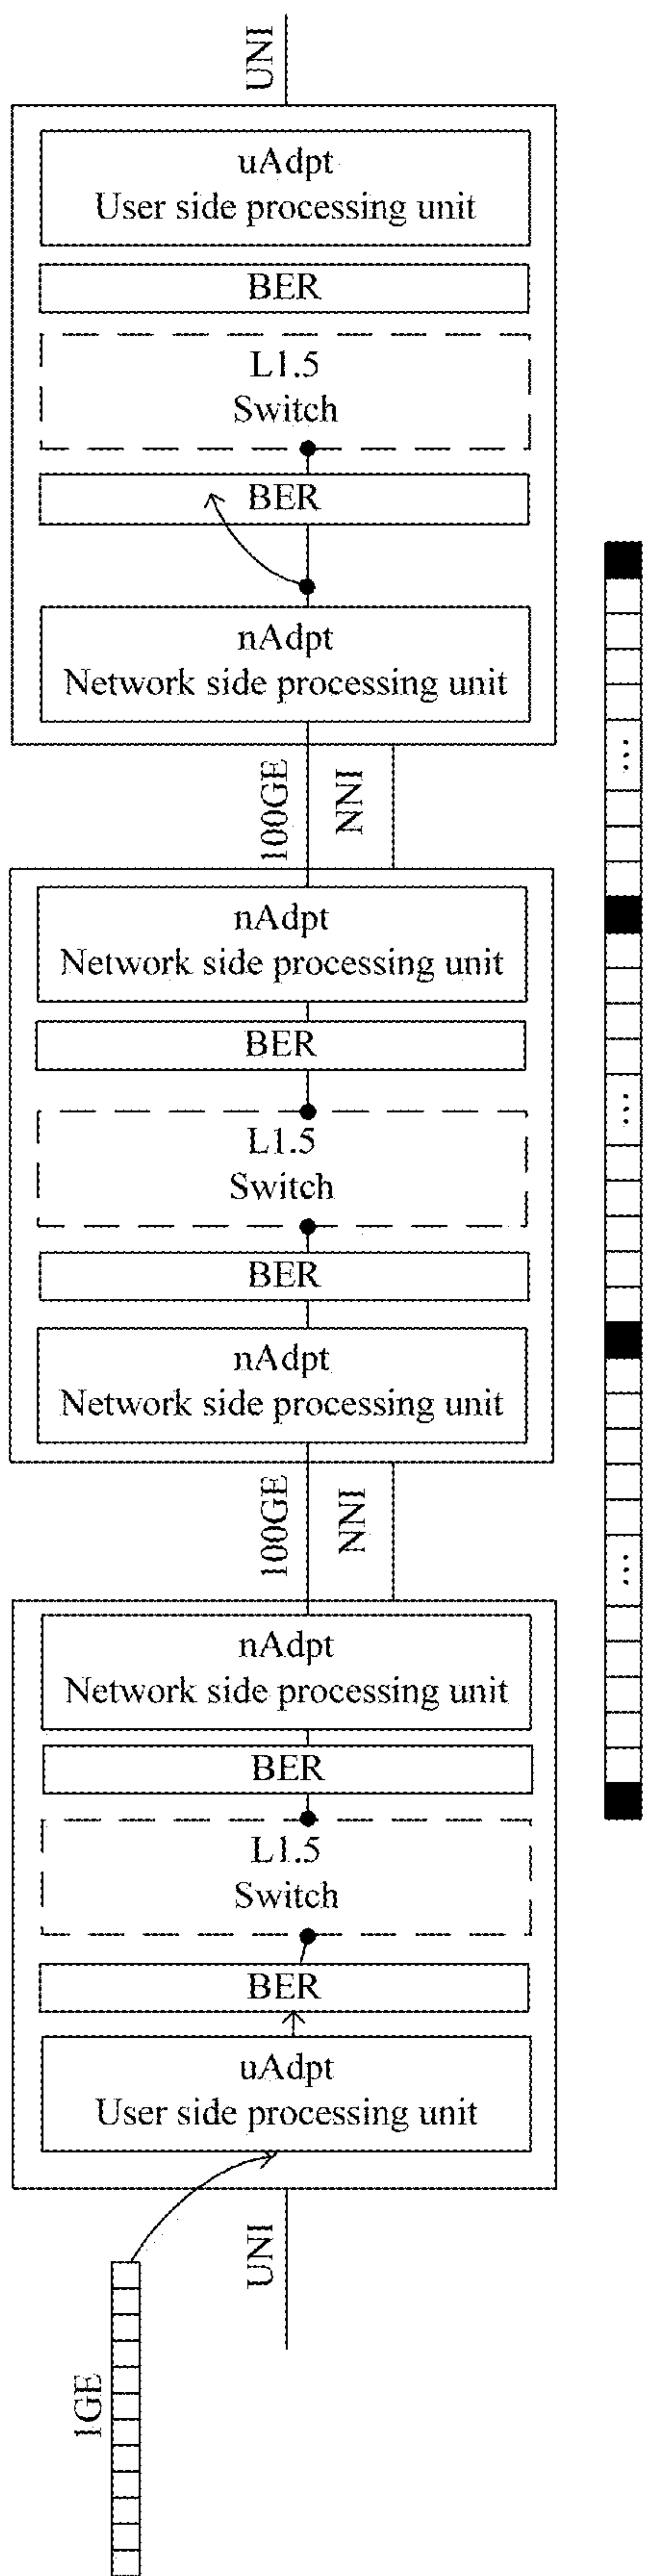 UNI
uAdpt
User side processing unit
BER
L1.5
Switch
BER
nAdpt
Network side processing unit
100GE
NNI
nAdpt
Network side processing unit
BER
L1.5
Switch
BER
nAdpt
Network side processing unit
100GE
NNI
nAdpt
Network side processing unit
BER
L1.5
Switch
BER
uAdpt
User side processing unit
UNI
1GE
...
...
...